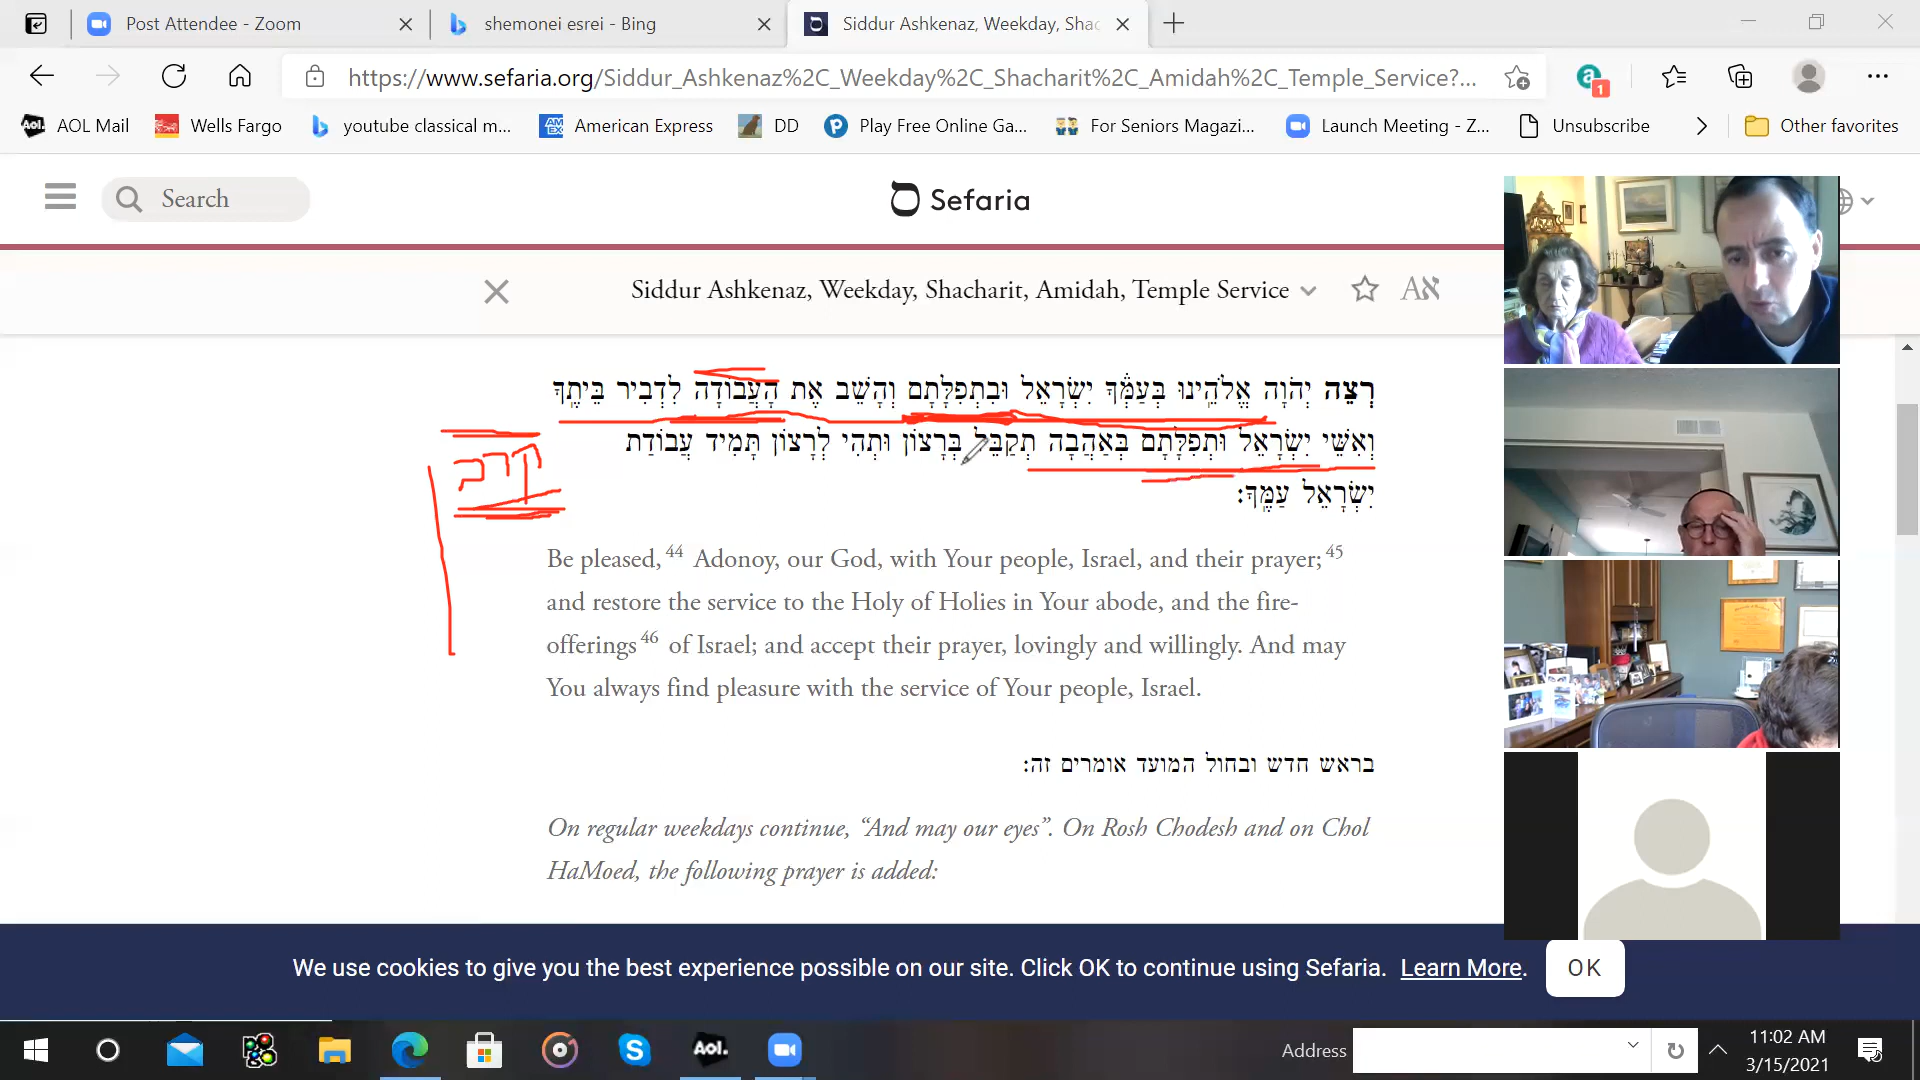 Post Attendee - Zoom
shemonei esrei - Bing
Siddur Ashkenaz, Weekday, Shac
https://www.sefaria.org/Siddur_Ashkenaz%2C_Weekday%2C_Shacharit%2C_Amidah%2C_Temple_Service?...
a 1
Aol. AOL Mail
Wells Fargo
youtube classical m...
AM EX American Express
DD
Play Free Online Ga...
For Seniors Magazi...
Launch Meeting - Z...
Unsubscribe
Other favorites
Search
Sefaria
Siddur Ashkenaz, Weekday, Shacharit, Amidah, Temple Service
Aא
רְצֵה יְהֹוָה אֱלֹהֵֽינוּ בְּעַמְּ֒ךָ יִשְׂרָאֵל וּבִתְפִלָּתָם וְהָשֵׁב אֶת הָעֲבוֹדָה לִדְבִיר בֵּיתֶֽךָ
וְאִשֵּׁי יִשְׂרָאֵל וּתְפִלָּתָם בְּאַהֲבָה תְקַבֵּל בְּרָצוֹן וּתְהִי לְרָצוֹן תָּמִיד עֲבוֹדַת
יִשְׂרָאֵל עַמֶּֽךָ:
Be pleased,44 Adonoy, our God, with Your people, Israel, and their prayer;45
and restore the service to the Holy of Holies in Your abode, and the fire-
offerings46 of Israel; and accept their prayer, lovingly and willingly. And may
You always find pleasure with the service of Your people, Israel.
בראש חדש ובחול המועד אומרים זה:
On regular weekdays continue, “And may our eyes”. On Rosh Chodesh and on Chol
HaMoed, the following prayer is added:
We use cookies to give you the best experience possible on our site. Click OK to continue using Sefaria. Learn More.
OK
Aol.
Address
11:02 AM
3/15/2021